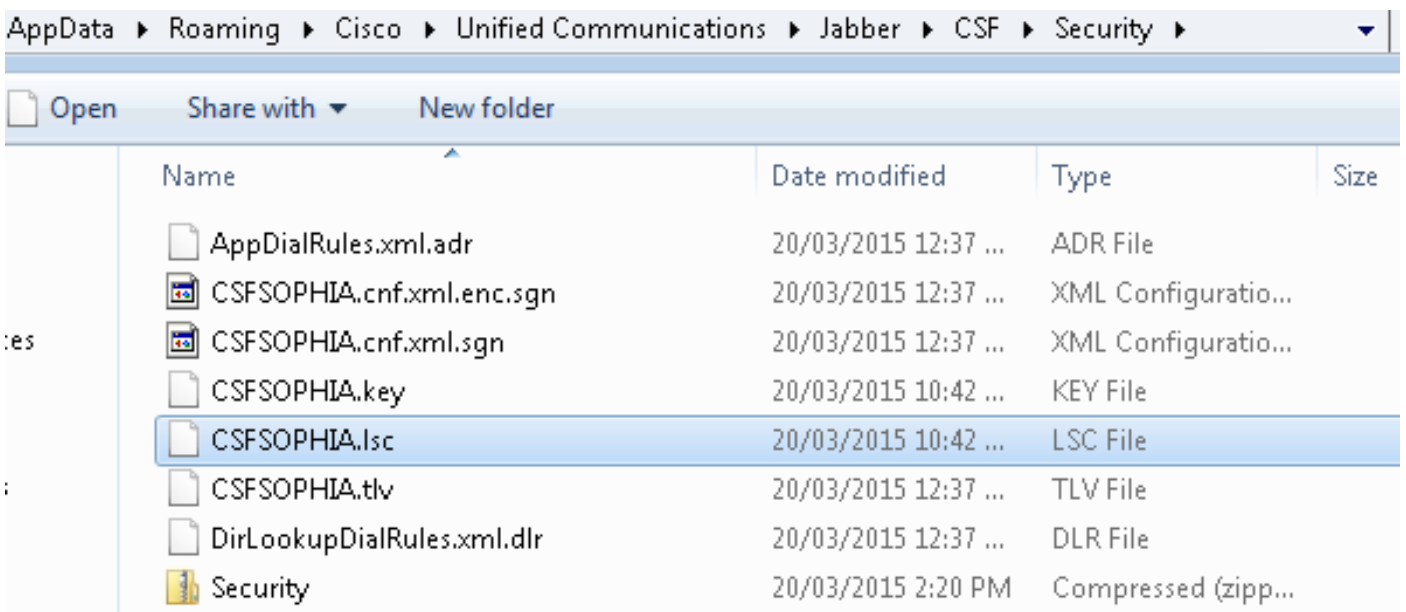 AppData ▸ Roaming ▸ Cisco ▸ Unified Communications ▸ Jabber ▸ CSF ▸ Security ▸
Open Share with New folder
Name Date modified Type Size
AppDialRules.xml.adr 20/03/2015 12:37 ... ADR File
CSFSOPHIA.cnf.xml.enc.sgn 20/03/2015 12:37 ... XML Configuratio...
:es CSFSOPHIA.cnf.xml.sgn 20/03/2015 12:37 ... XML Configuratio...
CSFSOPHIA.key 20/03/2015 10:42 ... KEY File
CSFSOPHIA.lsc 20/03/2015 10:42 ... LSC File
CSFSOPHIA.tlv 20/03/2015 12:37 ... TLV File
DirLookupDialRules.xml.dlr 20/03/2015 12:37 ... DLR File
Security 20/03/2015 2:20 PM Compressed (zipp...